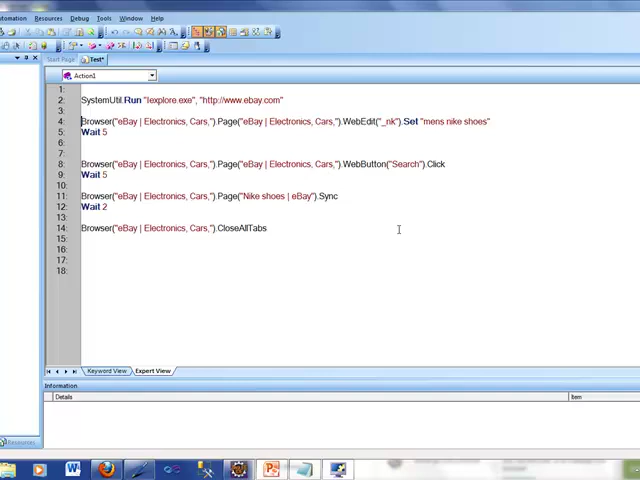 utomation Resources Debug Tools Window Help
Start Page Test*
Action1
1:
2: SystemUtil.Run "Iexplore.exe", "http://www.ebay.com"
3:
4: Browser("eBay | Electronics, Cars,").Page("eBay | Electronics, Cars,").WebEdit("_nk").Set "mens nike shoes"
5: Wait 5
6:
7:
8: Browser("eBay | Electronics, Cars,").Page("eBay | Electronics, Cars,").WebButton("Search").Click
9: Wait 5
10:
11: Browser("eBay | Electronics, Cars,").Page("Nike shoes | eBay").Sync
12: Wait 2
13:
14: Browser("eBay | Electronics, Cars,").CloseAllTabs
15:
16:
17:
18:
Keyword View Expert View
Information
Details Item
Resources